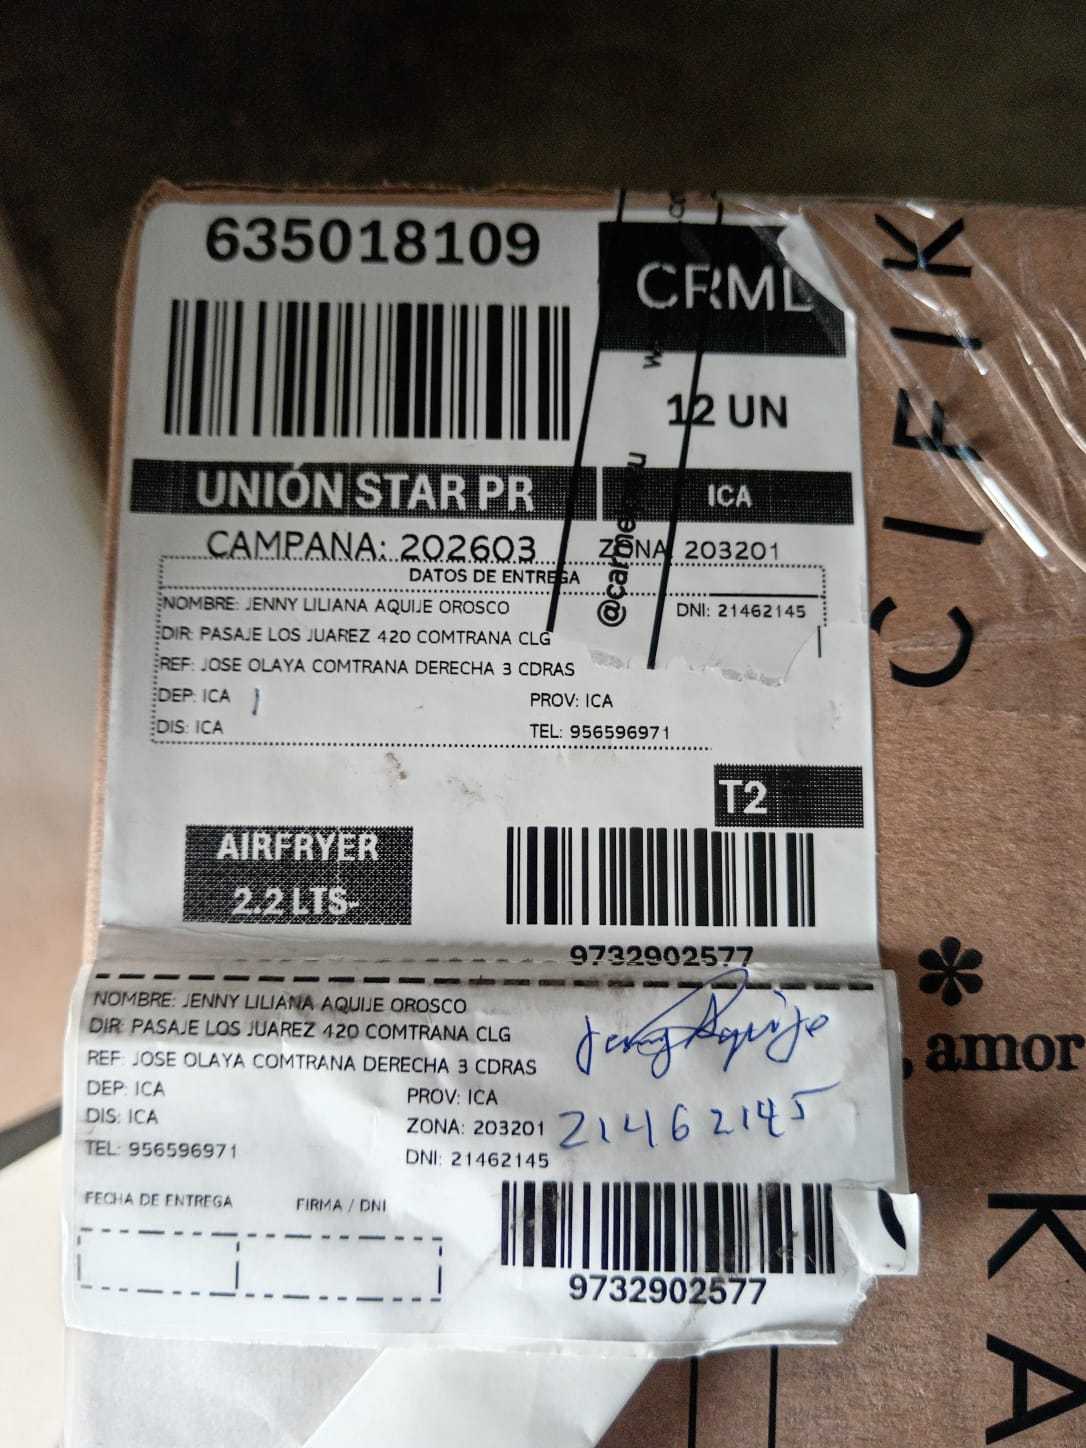 635018109
CRML
12 UN
UNIÓN STAR PR
ICA
CAMPANA: 202603
ZONA: 203201
DATOS DE ENTREGA
NOMBRE: JENNY LILIANA AQUIJE OROSCO
DNI: 21462145
DIR: PASAJE LOS JUAREZ 420 COMTRANA CLG
REF: JOSE OLAYA COMTRANA DERECHA 3 CDRAS
DEP: ICA
PROV: ICA
DIS: ICA
TEL: 956596971
T2
AIRFRYER
2.2 LTS-
9732902577
NOMBRE: JENNY LILIANA AQUIJE OROSCO
DIR: PASAJE LOS JUAREZ 420 COMTRANA CLG
REF: JOSE OLAYA COMTRANA DERECHA 3 CDRAS
DEP: ICA
PROV: ICA
DIS: ICA
ZONA: 203201
TEL: 956596971
DNI: 21462145
Jenny Aquije
21462145
FECHA DE ENTREGA
FIRMA / DNI
9732902577
CIFIK
, amor
KA